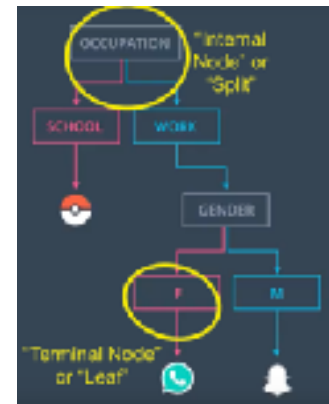 OCCUPATION
"Internal
Node" or
"Split"
SCHOOL
WORK
GENDER
F
M
"Terminal Node"
or "Leaf"